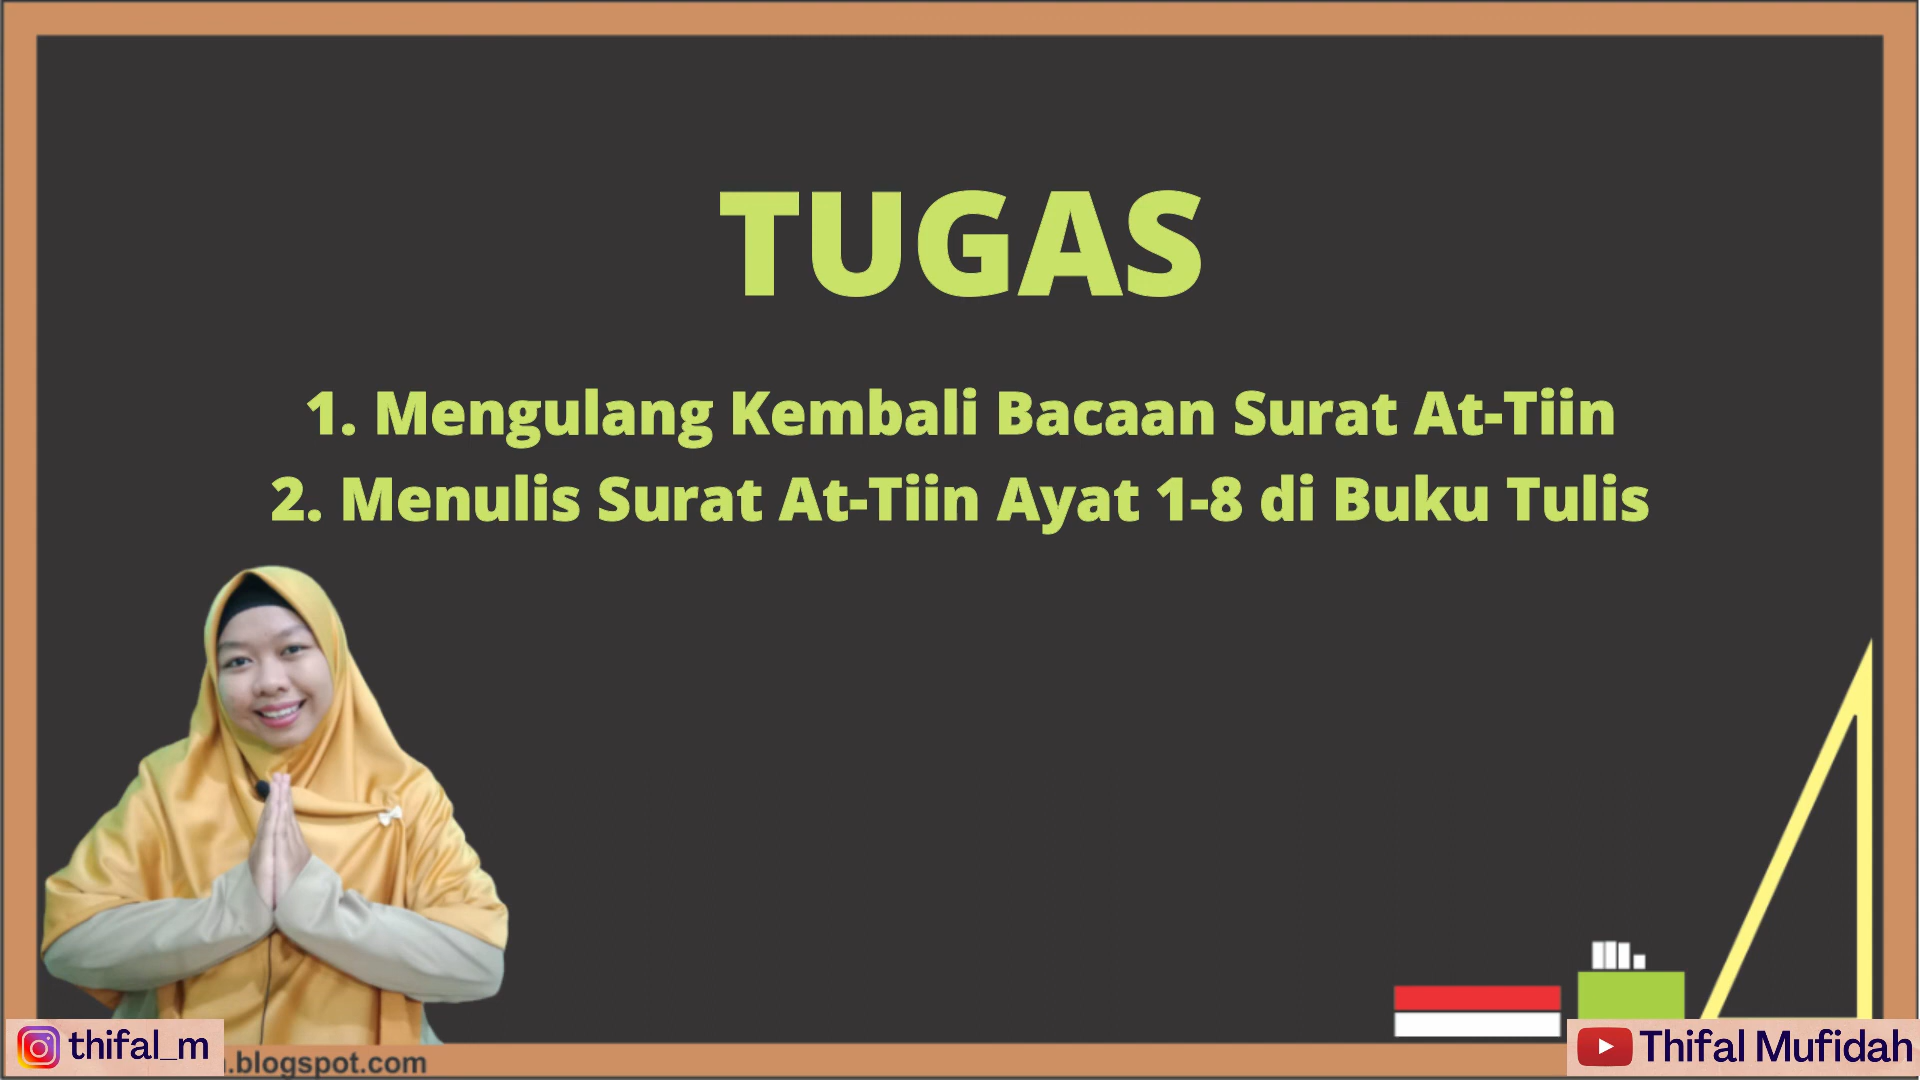 TUGAS
1. Mengulang Kembali Bacaan Surat At-Tiin
2. Menulis Surat At-Tiin Ayat 1-8 di Buku Tulis
thifal_m
.blogspot.com
Thifal Mufidah